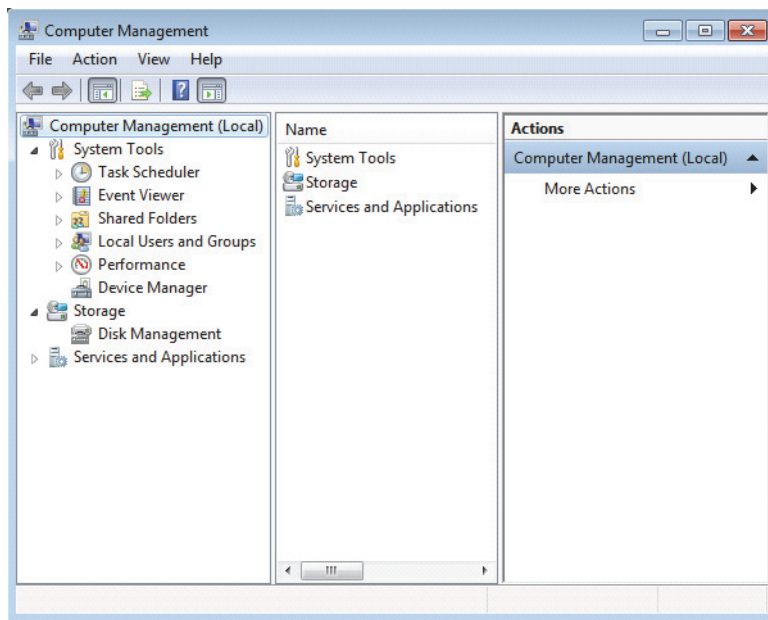 Computer Management
File Action View Help
Computer Management (Local)
System Tools
Task Scheduler
Event Viewer
Shared Folders
Local Users and Groups
Performance
Device Manager
Storage
Disk Management
Services and Applications
Name
System Tools
Storage
Services and Applications
Actions
Computer Management (Local)
More Actions